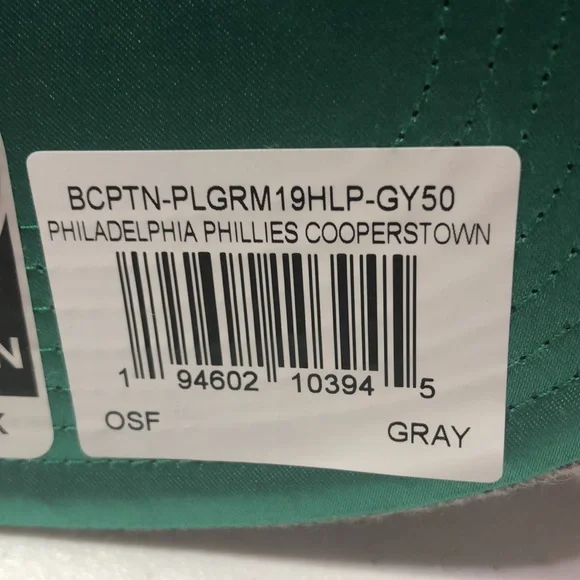 BCPTN-PLGRM19HLP-GY50
PHILADELPHIA PHILLIES COOPERSTOWN
1 94602 10394 5
OSF GRAY
N
K